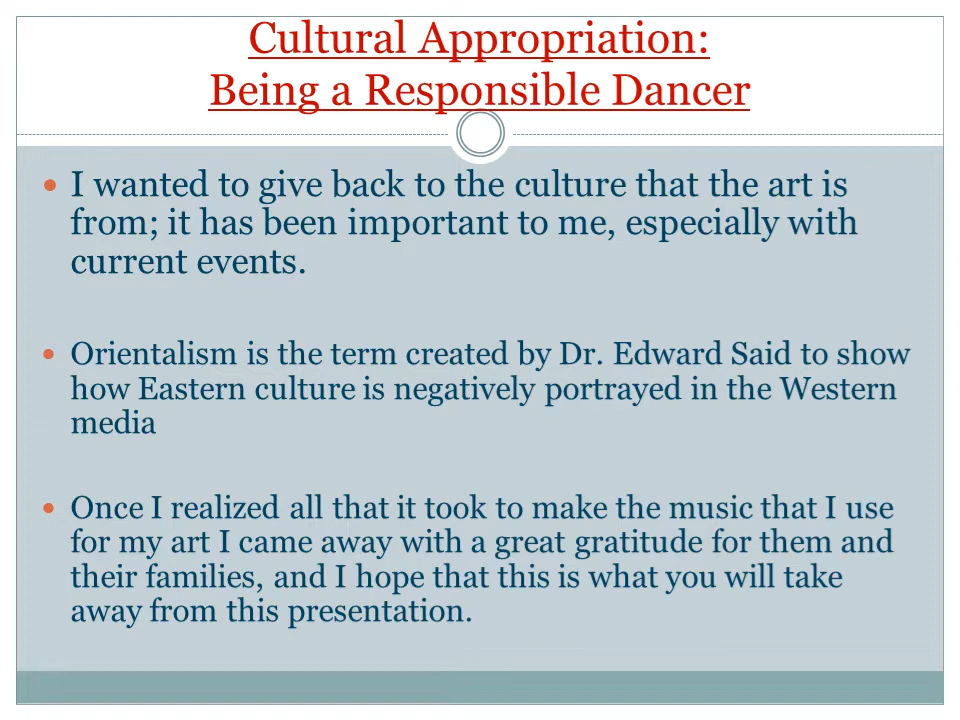 Cultural Appropriation:
Being a Responsible Dancer
I wanted to give back to the culture that the art is
from; it has been important to me, especially with
current events.
Orientalism is the term created by Dr. Edward Said to show
how Eastern culture is negatively portrayed in the Western
media
Once I realized all that it took to make the music that I use
for my art I came away with a great gratitude for them and
their families, and I hope that this is what you will take
away from this presentation.